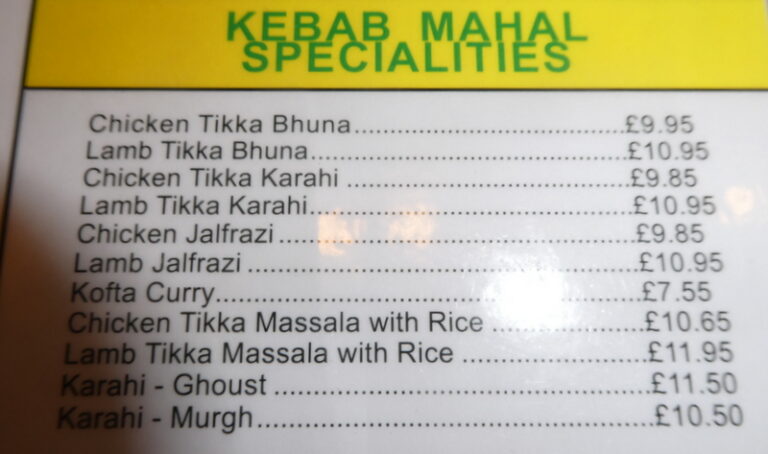 KEBAB MAHAL
SPECIALITIES
Chicken Tikka Bhuna.................................£9.95
Lamb Tikka Bhuna......................................£10.95
Chicken Tikka Karahi ..................................£9.85
Lamb Tikka Karahi.......................................£10.95
Chicken Jalfrazi...........................................£9.85
Lamb Jalfrazi ..............................................£10.95
Kofta Curry..................................................£7.55
Chicken Tikka Massala with Rice ..................£10.65
Lamb Tikka Massala with Rice ......................£11.95
Karahi - Ghoust ............................................£11.50
Karahi - Murgh..............................................£10.50